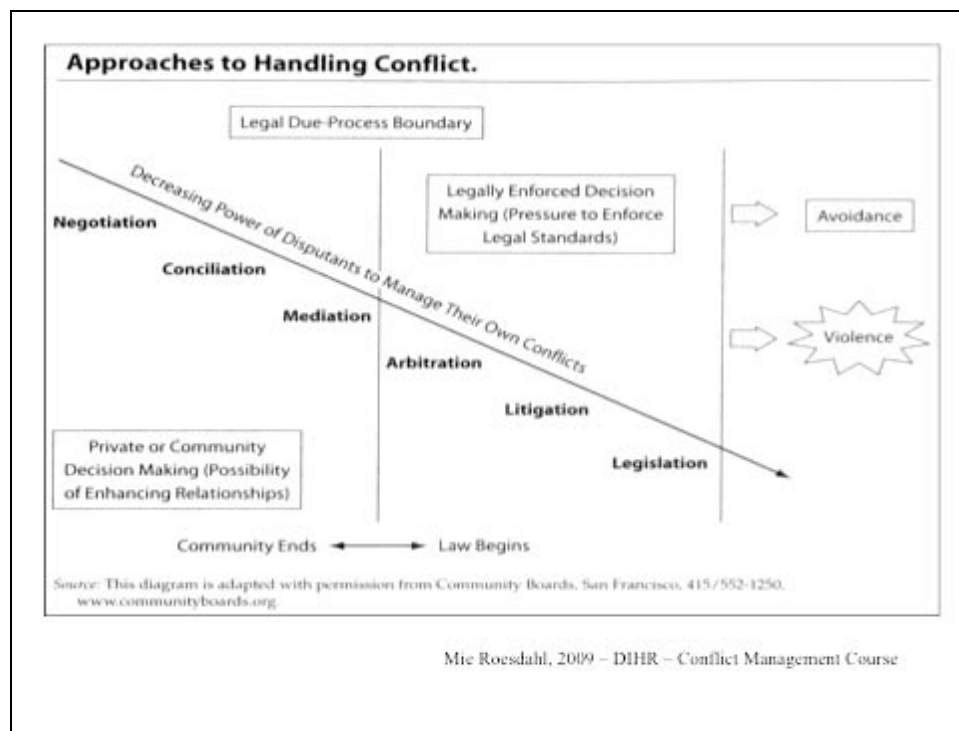 Approaches to Handling Conflict.
Legal Due-Process Boundary
Decreasing Power of Disputants to Manage Their Own Conflicts
Legally Enforced Decision
Making (Pressure to Enforce
Legal Standards)
Avoidance
Negotiation
Conciliation
Mediation
Violence
Arbitration
Litigation
Legislation
Private or Community
Decision Making (Possibility
of Enhancing Relationships)
Community Ends
Law Begins
Source: This diagram is adapted with permission from Community Boards, San Francisco, 415/552-1250,
www.communityboards.org
Mie Roesdahl, 2009 – DIHR – Conflict Management Course